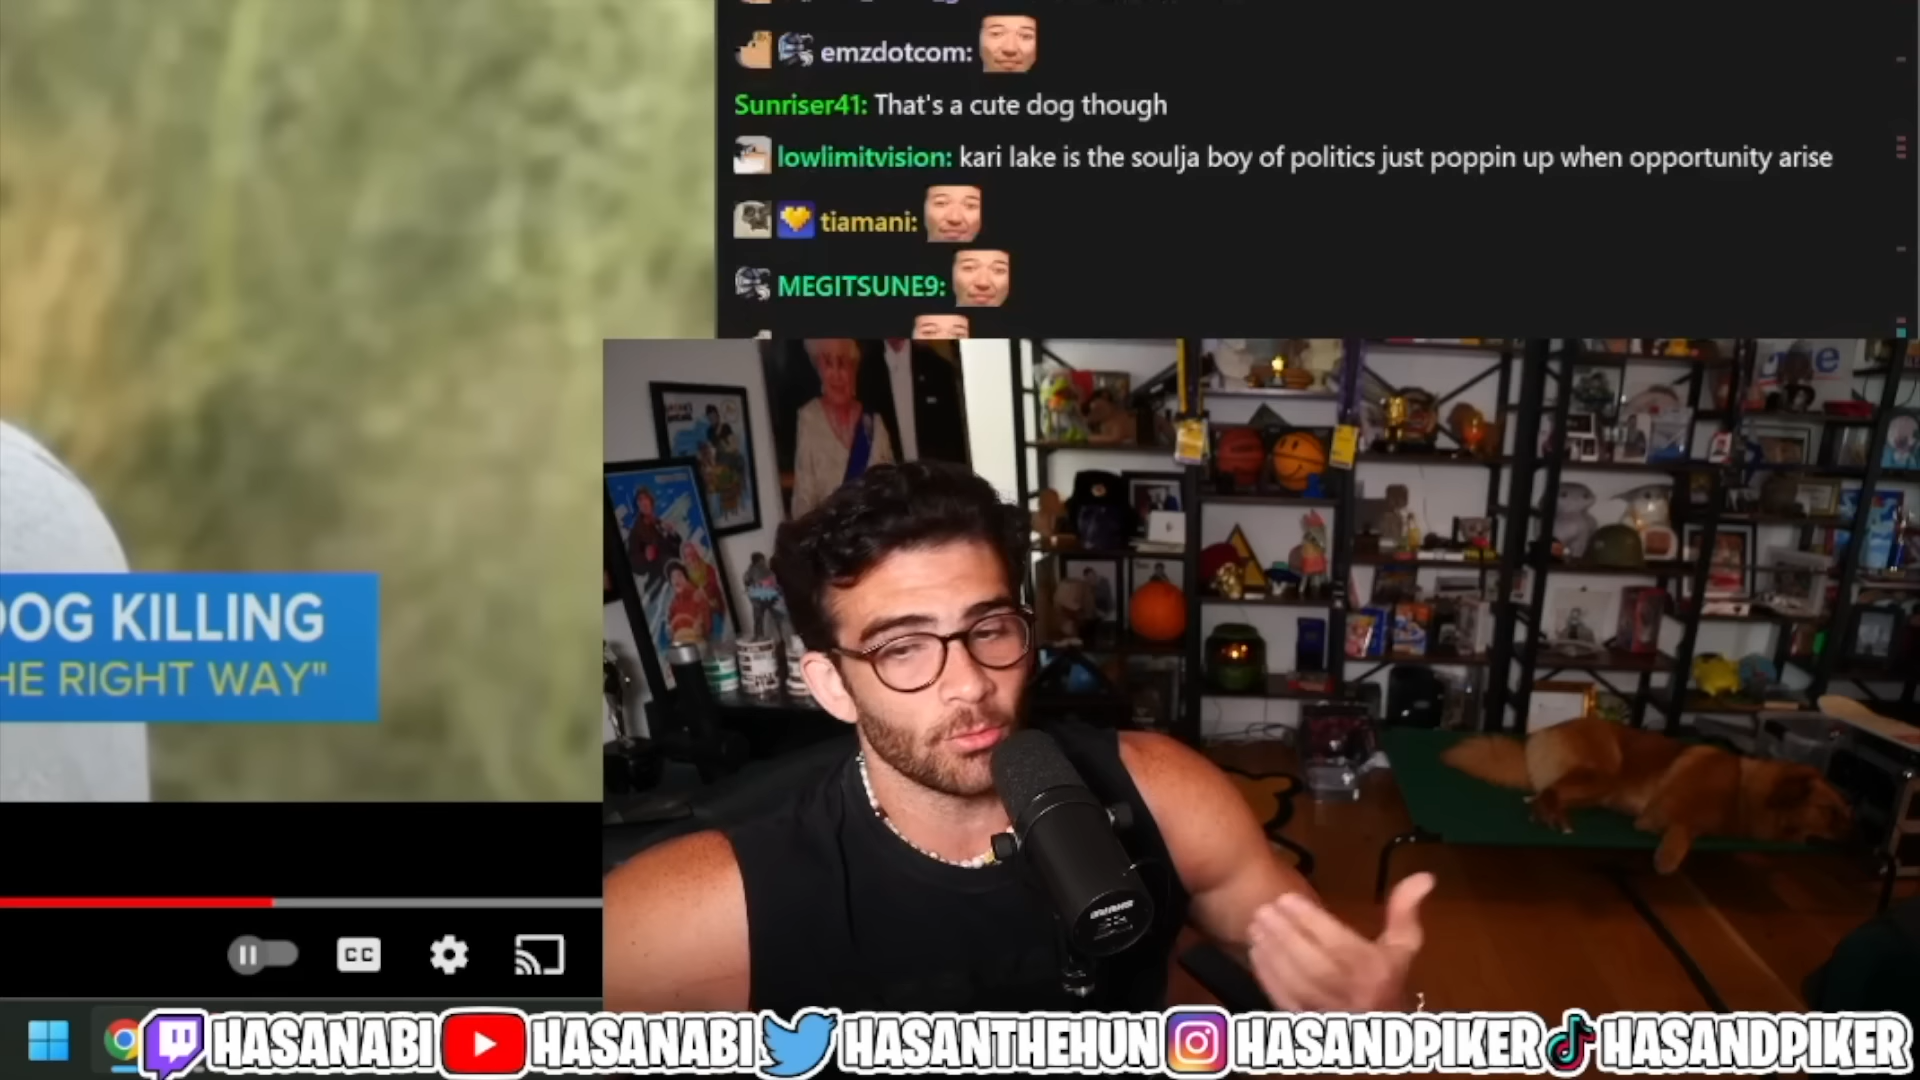 emzdotcom:
Sunriser41: That's a cute dog though
lowlimitvision: kari lake is the soulja boy of politics just poppin up when opportunity arise
tiamani:
MEGITSUNE9:
OG KILLING
HE RIGHT WAY"
CC
HASANABI HASANABI HASANTHEHUN HASANDPIKER HASANDPIKER